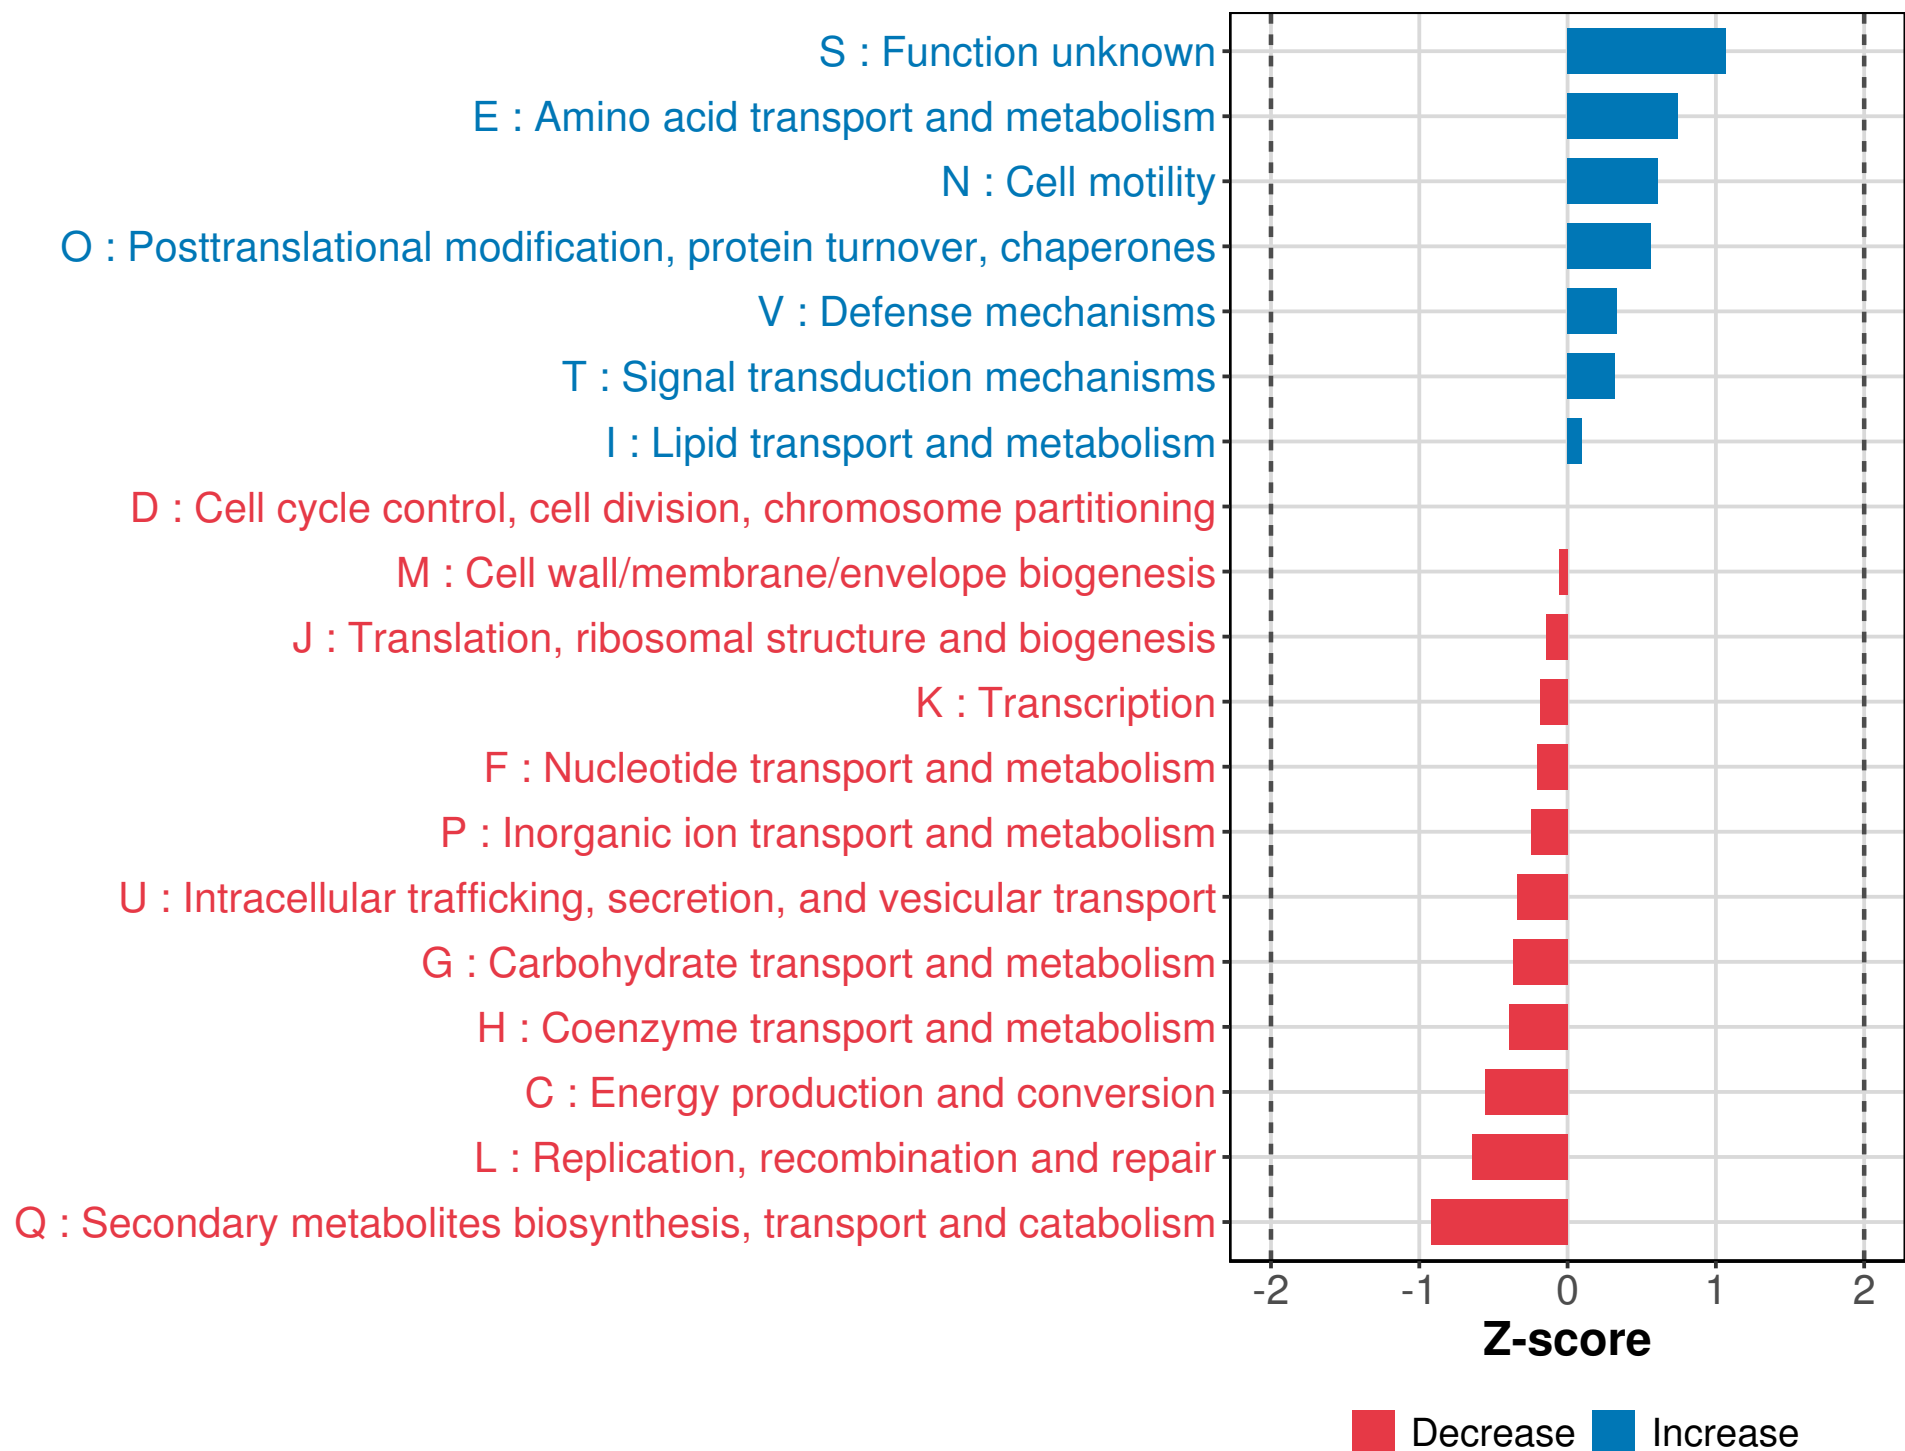 S : Function unknown
E : Amino acid transport and metabolism
N : Cell motility
O : Posttranslational modification, protein turnover, chaperones
V : Defense mechanisms
T : Signal transduction mechanisms
I : Lipid transport and metabolism
D : Cell cycle control, cell division, chromosome partitioning
M : Cell wall/membrane/envelope biogenesis
J : Translation, ribosomal structure and biogenesis
K : Transcription
F : Nucleotide transport and metabolism
P : Inorganic ion transport and metabolism
U : Intracellular trafficking, secretion, and vesicular transport
G : Carbohydrate transport and metabolism
H : Coenzyme transport and metabolism
C : Energy production and conversion
L : Replication, recombination and repair
Q : Secondary metabolites biosynthesis, transport and catabolism
-2 -1 0 1 2
Z-score
Decrease Increase